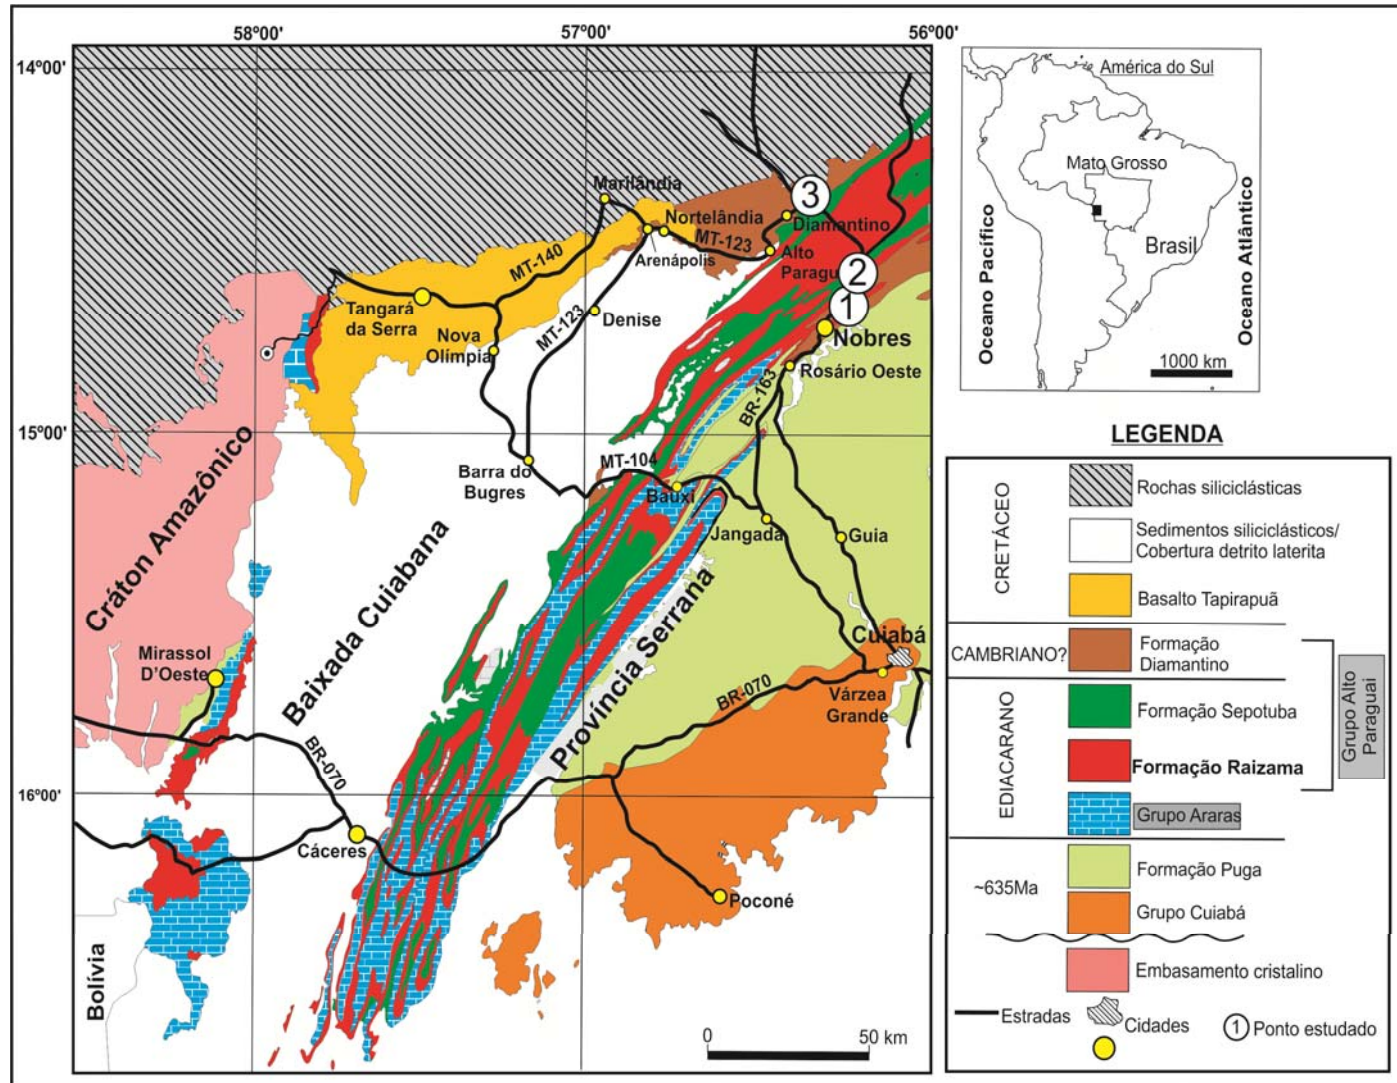 58°00'
57°00'
56°00'
14°00'
15°00'
16°00'
Marilândia
Nortelândia
Diamantino
MT-123
Arenápolis
Alto
Paragu
MT-140
Tangará
da Serra
Nova
Olímpia
MT-123
Denise
3
2
1
Nobres
Rosário Oeste
BR-163
Cráton Amazônico
Barra do
Bugres
MT-104
Bauxi
Jangada
Guia
Baixada Cuiabana
Província Serrana
Cuiabá
Várzea
Grande
BR-070
Mirassol
D'Oeste
BR-070
Cáceres
Poconé
Bolívia
0
50 km
América do Sul
Mato Grosso
Brasil
Oceano Pacífico
Oceano Atlântico
1000 km
LEGENDA
CRETÁCEO
Rochas siliciclásticas
Sedimentos siliciclásticos/
Cobertura detrito laterita
Basalto Tapirapuã
CAMBRIANO?
Formação
Diamantino
EDIACARANO
Formação Sepotuba
Formação Raizama
Grupo Araras
Grupo Alto
Paraguai
~635Ma
Formação Puga
Grupo Cuiabá
Embasamento cristalino
Estradas
Cidades
1 Ponto estudado